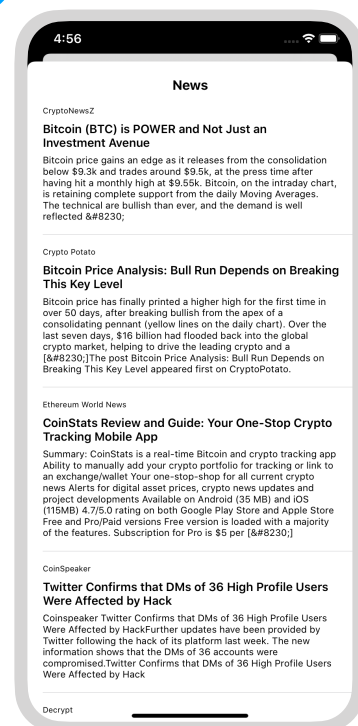 4:56
News
CryptoNewsZ
Bitcoin (BTC) is POWER and Not Just an
Investment Avenue
Bitcoin price gains an edge as it releases from the consolidation
below $9.3k and trades around $9.5k, at the press time after
having hit a monthly high at $9.55k. Bitcoin, on the intraday chart,
is retaining complete support from the daily Moving Averages.
The technical are bullish than ever, and the demand is well
reflected &#8230;
Crypto Potato
Bitcoin Price Analysis: Bull Run Depends on Breaking
This Key Level
Bitcoin price has finally printed a higher high for the first time in
over 50 days, after breaking bullish from the apex of a
consolidating pennant (yellow lines on the daily chart). Over the
last seven days, $16 billion had flooded back into the global
crypto market, helping to drive the leading crypto and a
[&#8230;]The post Bitcoin Price Analysis: Bull Run Depends on
Breaking This Key Level appeared first on CryptoPotato.
Ethereum World News
CoinStats Review and Guide: Your One-Stop Crypto
Tracking Mobile App
Summary: CoinStats is a real-time Bitcoin and crypto tracking app
Ability to manually add your crypto portfolio for tracking or link to
an exchange/wallet Your one-stop-shop for all current crypto
news Alerts for digital asset prices, crypto news updates and
project developments Available on Android (35 MB) and iOS
(115MB) 4.7/5.0 rating on both Google Play Store and Apple Store
Free and Pro/Paid versions Free version is loaded with a majority
of the features. Subscription for Pro is $5 per [&#8230;]
CoinSpeaker
Twitter Confirms that DMs of 36 High Profile Users
Were Affected by Hack
Coinspeaker Twitter Confirms that DMs of 36 High Profile Users
Were Affected by HackFurther updates have been provided by
Twitter following the hack of its platform last week. The new
information shows that the DMs of 36 accounts were
compromised.Twitter Confirms that DMs of 36 High Profile Users
Were Affected by Hack
Decrypt